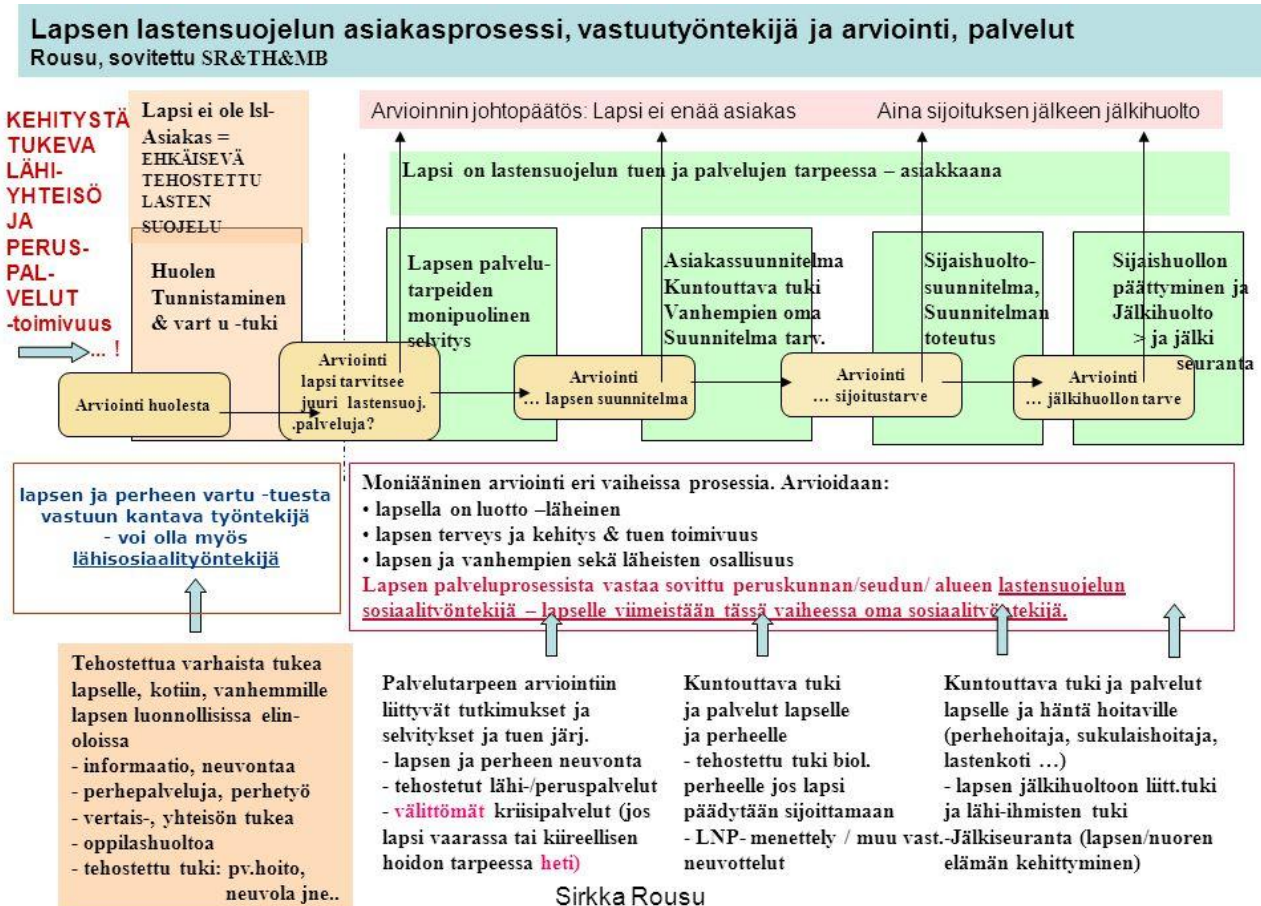 Lapsen lastensuojelun asiakasprosessi, vastuutyöntekijä ja arviointi, palvelut
Rousu, sovitettu SR&TH&MB
KEHITYSTÄ
TUKEVA
LÄHI-
YHTEISÖ
JA
PERUS-
PAL-
VELUT
-toimivuus
... !
Lapsi ei ole lsl-
Asiakas =
EHKÄISEVÄ
TEHOSTETTU
LASTEN
SUOJELU
Arvioinnin johtopäätös: Lapsi ei enää asiakas
Aina sijoituksen jälkeen jälkihuolto
Lapsi on lastensuojelun tuen ja palvelujen tarpeessa – asiakkaana
Huolen
Tunnistaminen
& vart u -tuki
Lapsen palvelu-
tarpeiden
monipuolinen
selvitys
Asiakassuunnitelma
Kuntouttava tuki
Vanhempien oma
Suunnitelma tarv.
Sijaishuolto-
suunnitelma,
Suunnitelman
toteutus
Sijaishuollon
päättyminen ja
Jälkihuolto
> ja jälki
seuranta
Arviointi huolesta
Arviointi
lapsi tarvitsee
juuri lastensuoj.
.palveluja?
Arviointi
... lapsen suunnitelma
Arviointi
... sijoitustarve
Arviointi
... jälkihuollon tarve
lapsen ja perheen vartu -tuesta
vastuun kantava työntekijä
- voi olla myös
lähisosiaalityöntekijä
Moniääninen arviointi eri vaiheissa prosessia. Arvioidaan:
• lapsella on luotto –läheinen
• lapsen terveys ja kehitys & tuen toimivuus
• lapsen ja vanhempien sekä läheisten osallisuus
Lapsen palveluprosessista vastaa sovittu peruskunnan/seudun/ alueen lastensuojelun
sosiaalityöntekijä – lapselle viimeistään tässä vaiheessa oma sosiaalityöntekijä.
Tehostettua varhaista tukea
lapselle, kotiin, vanhemmille
lapsen luonnollisissa elin-
oloissa
- informaatio, neuvontaa
- perhepalveluja, perhetyö
- vertais-, yhteisön tukea
- oppilashuoltoa
- tehostettu tuki: pv.hoito,
neuvola jne..
Palvelutarpeen arviointiin
liittyvät tutkimukset ja
selvitykset ja tuen järj.
- lapsen ja perheen neuvonta
- tehostetut lähi-/peruspalvelut
- välittömät kriisipalvelut (jos
lapsi vaarassa tai kiireellisen
hoidon tarpeessa heti)
Kuntouttava tuki
ja palvelut lapselle
ja perheelle
- tehostettu tuki biol.
perheelle jos lapsi
päädytään sijoittamaan
- LNP- menettely / muu vast.
neuvottelut
Kuntouttava tuki ja palvelut
lapselle ja häntä hoitaville
(perhehoitaja, sukulaishoitaja,
lastenkoti ...)
- lapsen jälkihuoltoon liitt.tuki
ja lähi-ihmisten tuki
-Jälkiseuranta (lapsen/nuoren
elämän kehittyminen)
Sirkka Rousu